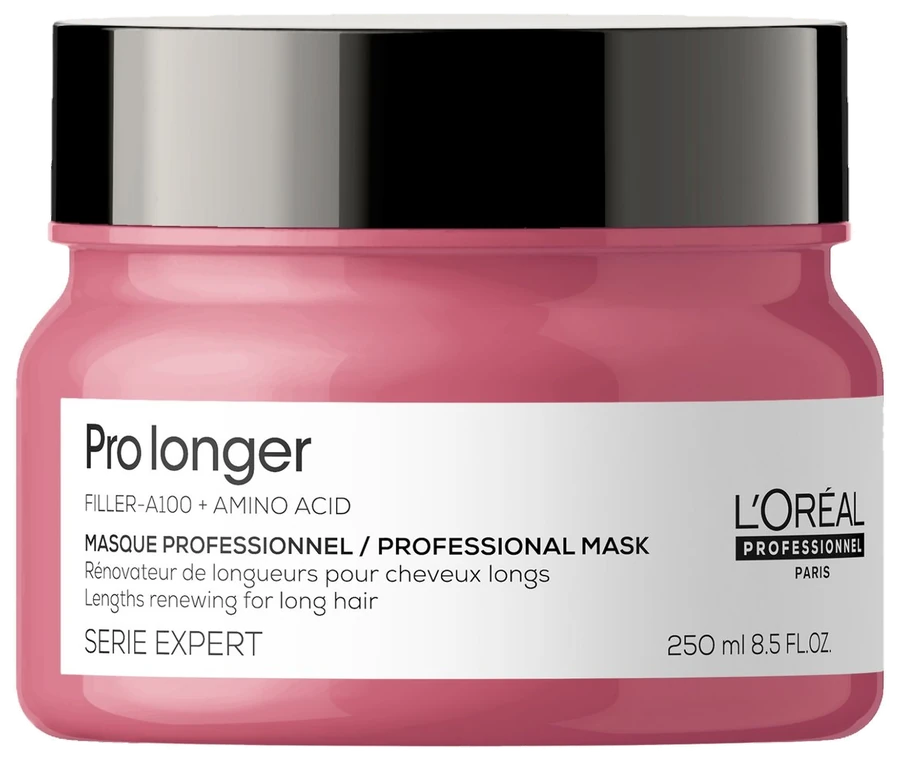 Pro longer
FILLER-A100 + AMINO ACID
MASQUE PROFESSIONNEL / PROFESSIONAL MASK
Rénovateur de longueurs pour cheveux longs
Lengths renewing for long hair
SERIE EXPERT
L'ORÉAL
PROFESSIONNEL
PARIS
250 ml 8.5 FL.OZ.